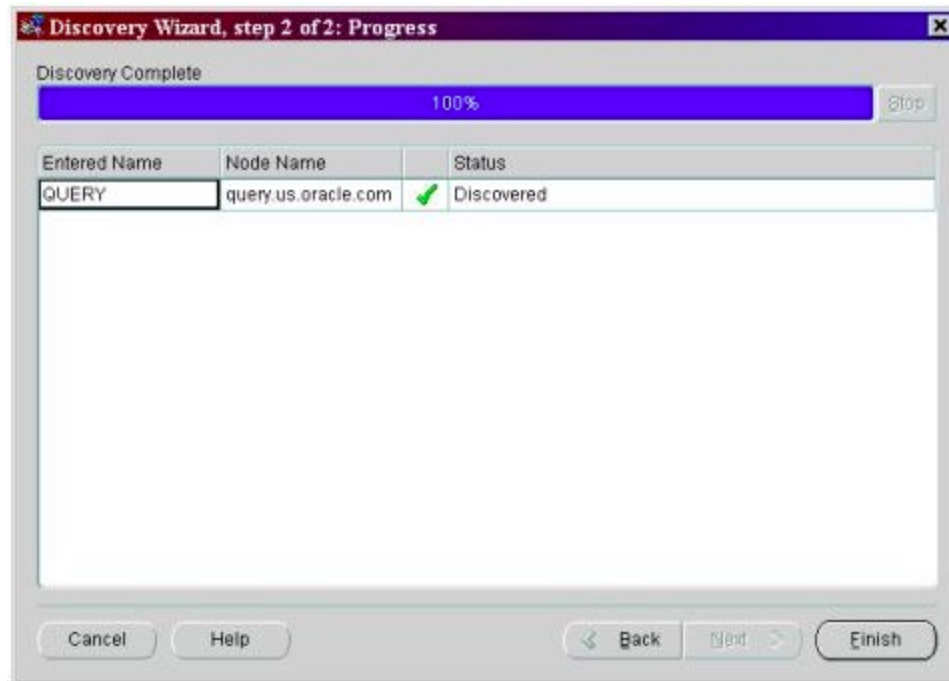 Discovery Wizard, step 2 of 2: Progress
Discovery Complete
100%
Stop
Entered Name Node Name Status
QUERY query.us.oracle.com Discovered
Cancel Help Back Next Finish